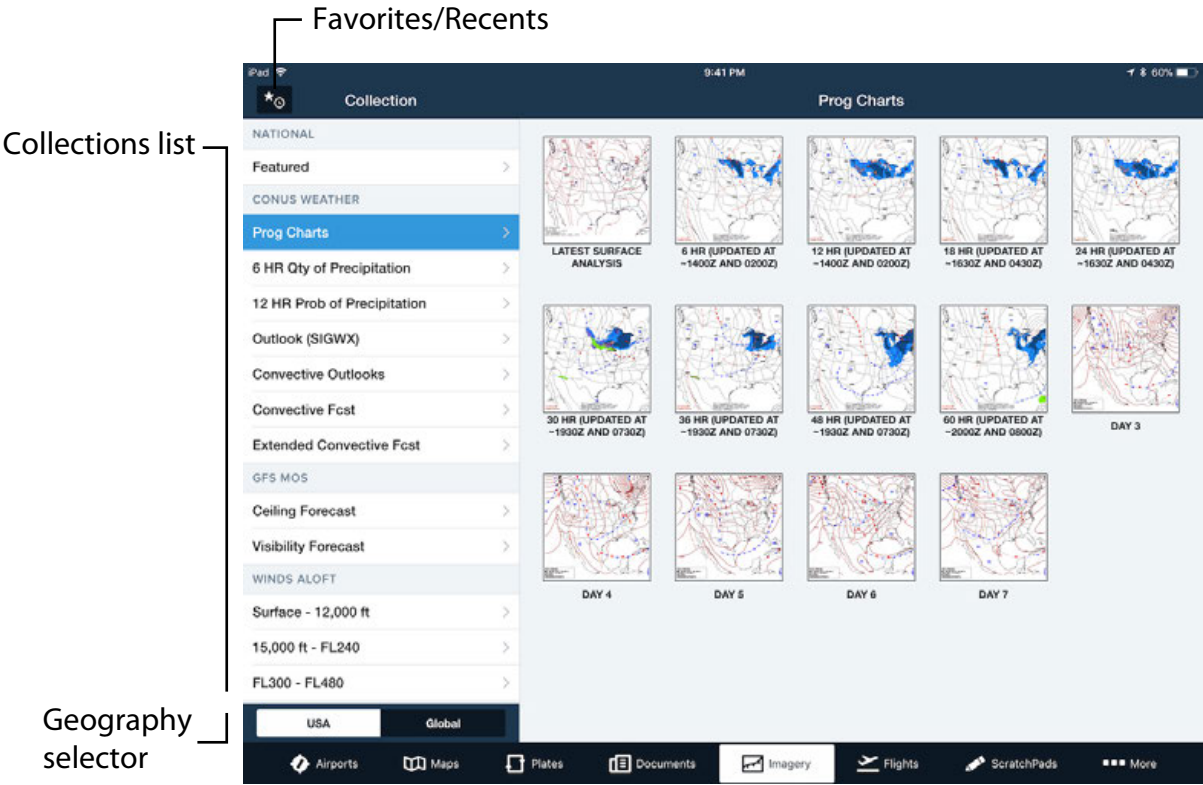 Favorites/Recents
iPad 9:41 PM 60%
Collection Prog Charts
Collections list
NATIONAL
Featured
CONUS WEATHER
Prog Charts
6 HR Qty of Precipitation
12 HR Prob of Precipitation
Outlook (SIGWX)
Convective Outlooks
Convective Fcst
Extended Convective Fcst
GFS MOS
Ceiling Forecast
Visibility Forecast
WINDS ALOFT
Surface - 12,000 ft
15,000 ft - FL240
FL300 - FL480
LATEST SURFACE
ANALYSIS
6 HR (UPDATED AT
~1400Z AND 0200Z)
12 HR (UPDATED AT
~1400Z AND 0200Z)
18 HR (UPDATED AT
~1630Z AND 0430Z)
24 HR (UPDATED AT
~1630Z AND 0430Z)
30 HR (UPDATED AT
~1930Z AND 0730Z)
36 HR (UPDATED AT
~1930Z AND 0730Z)
48 HR (UPDATED AT
~1930Z AND 0730Z)
60 HR (UPDATED AT
~2000Z AND 0800Z)
DAY 3
DAY 4
DAY 5
DAY 6
DAY 7
Geography
selector
USA Global
Airports Maps Plates Documents Imagery Flights ScratchPads More